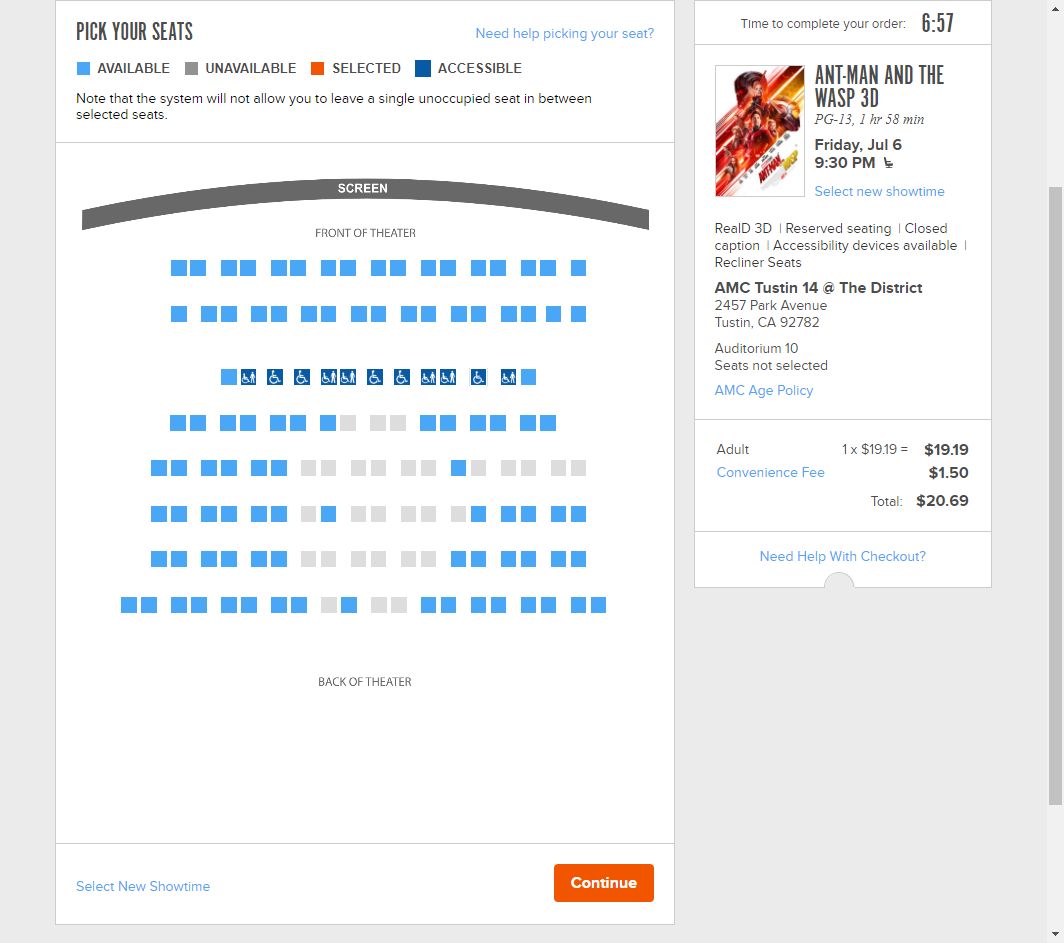 PICK YOUR SEATS
Need help picking your seat?
AVAILABLE UNAVAILABLE SELECTED ACCESSIBLE
Note that the system will not allow you to leave a single unoccupied seat in between
selected seats.
SCREEN
FRONT OF THEATER
BACK OF THEATER
Select New Showtime
Continue
Time to complete your order: 6:57
ANT-MAN AND THE
WASP 3D
PG-13, 1 hr 58 min
Friday, Jul 6
9:30 PM
Select new showtime
RealD 3D | Reserved seating | Closed
caption | Accessibility devices available |
Recliner Seats
AMC Tustin 14 @ The District
2457 Park Avenue
Tustin, CA 92782
Auditorium 10
Seats not selected
AMC Age Policy
Adult 1 x $19.19 = $19.19
Convenience Fee $1.50
Total: $20.69
Need Help With Checkout?